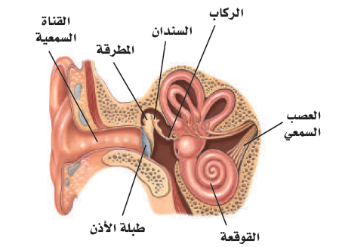 الركاب
السندان
المطرقة
القناة
السمعية
العصب
السمعي
طبلة الأذن
القوقعة